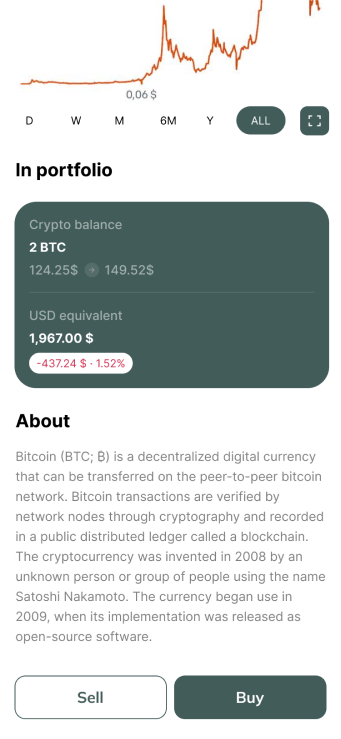 0,06 $
D W M 6M Y ALL
In portfolio
Crypto balance
2 BTC
124.25$ → 149.52$
USD equivalent
1,967.00 $
-437.24 $ · 1.52%
About
Bitcoin (BTC; ₿) is a decentralized digital currency
that can be transferred on the peer-to-peer bitcoin
network. Bitcoin transactions are verified by
network nodes through cryptography and recorded
in a public distributed ledger called a blockchain.
The cryptocurrency was invented in 2008 by an
unknown person or group of people using the name
Satoshi Nakamoto. The currency began use in
2009, when its implementation was released as
open-source software.
Sell Buy